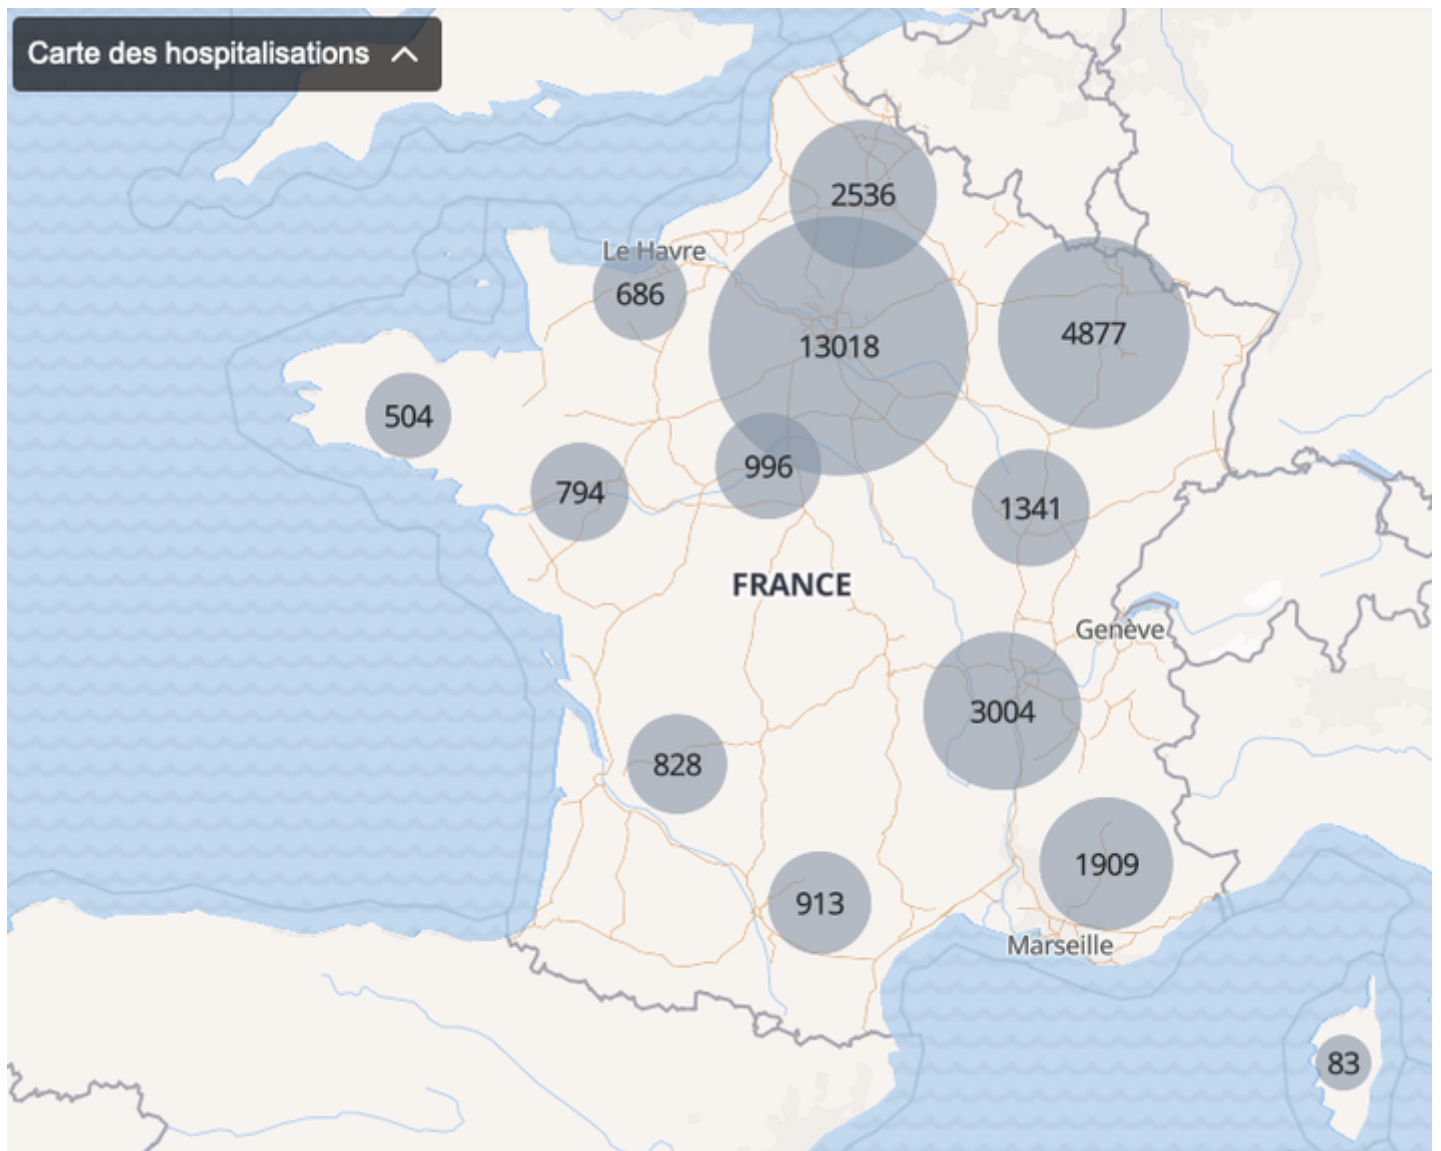 Carte des hospitalisations
2536
Le Havre
686
13018
4877
504
996
794
1341
FRANCE
Genève
3004
828
1909
913
Marseille
83